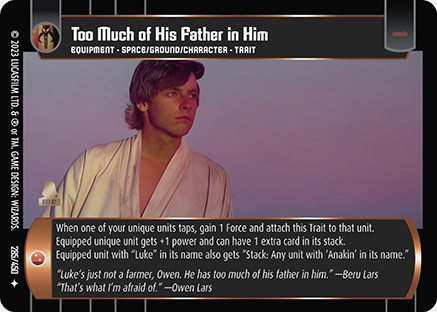 Too Much of His Father in Him
EQUIPMENT - SPACE/GROUND/CHARACTER - TRAIT
When one of your unique units taps, gain 1 Force and attach this Trait to that unit.
Equipped unique unit gets +1 power and can have 1 extra card in its stack.
Equipped unit with "Luke" in its name also gets "Stack: Any unit with 'Anakin' in its name."
"Luke's just not a farmer, Owen. He has too much of his father in him." —Beru Lars
"That's what I'm afraid of." —Owen Lars
© 2023 LUCASFILM LTD. & ® or TM. GAME DESIGN: WIZARDS.